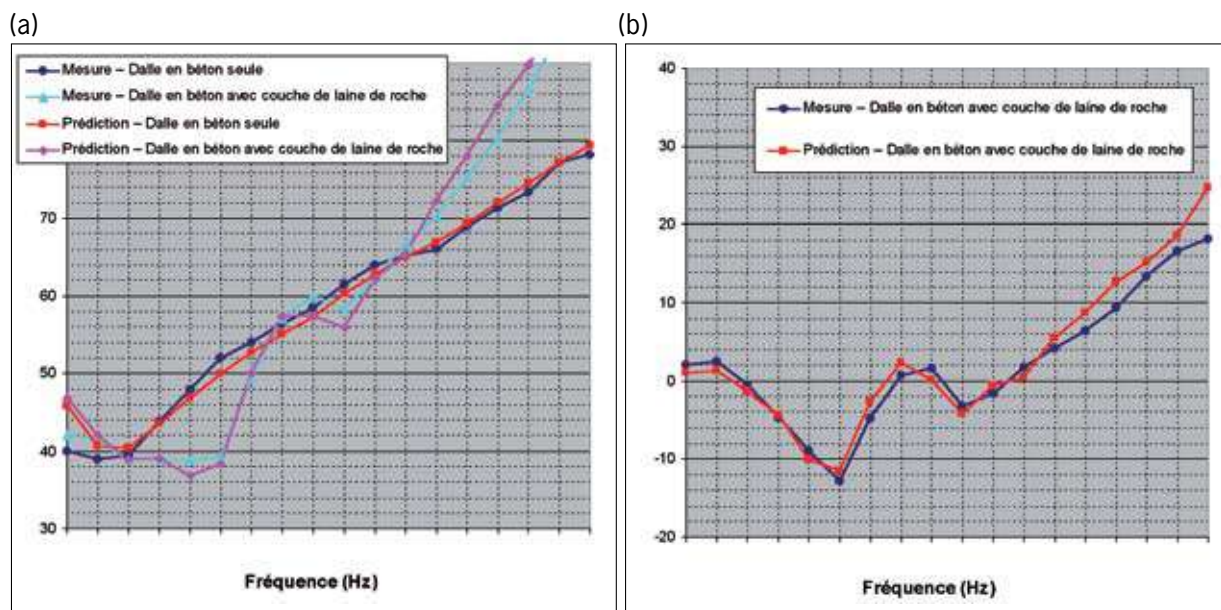 (a)
Mesure – Dalle en béton seule
Mesure – Dalle en béton avec couche de laine de roche
Prédiction – Dalle en béton seule
Prédiction – Dalle en béton avec couche de laine de roche
70
60
50
40
30
Fréquence (Hz)
(b)
40
Mesure – Dalle en béton avec couche de laine de roche
30
Prédiction – Dalle en béton avec couche de laine de roche
20
10
0
-10
-20
Fréquence (Hz)